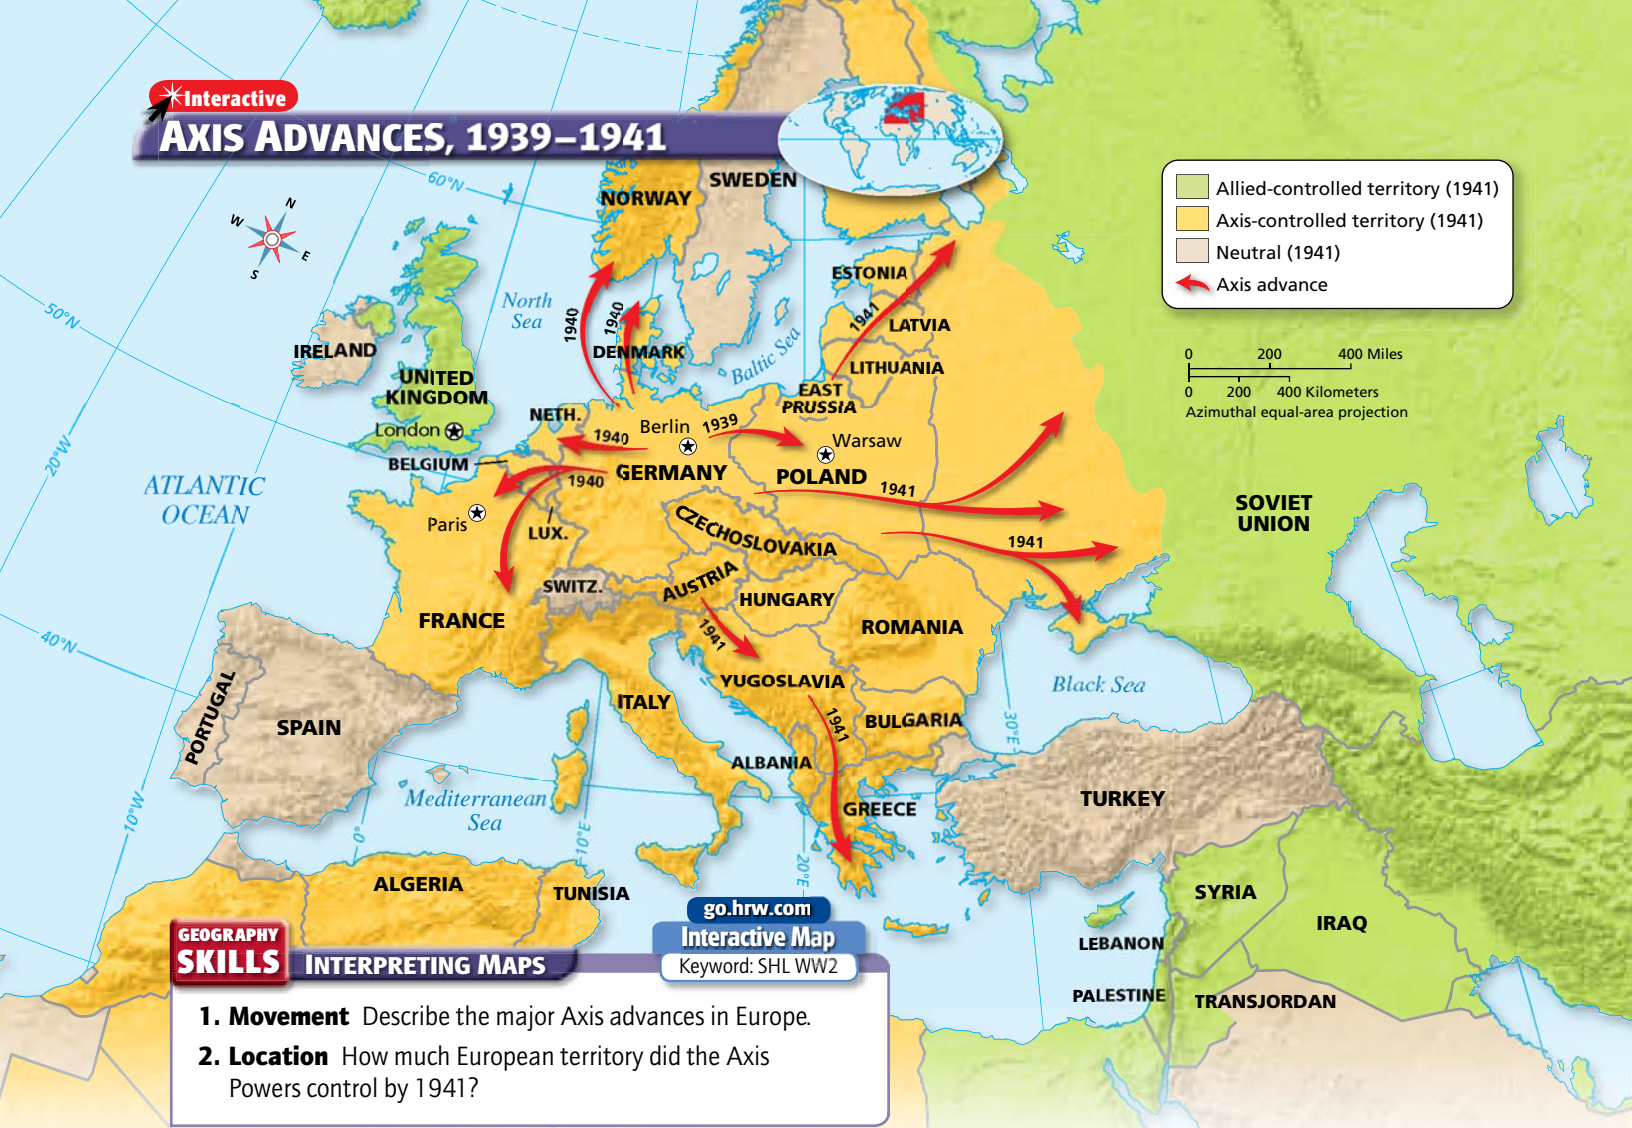 Interactive
AXIS ADVANCES, 1939–1941
60°N
50°N
40°N
20°W
10°W
0°
10°E
20°E
30°E
N
W
E
S
Allied-controlled territory (1941)
Axis-controlled territory (1941)
Neutral (1941)
Axis advance
0 200 400 Miles
0 200 400 Kilometers
Azimuthal equal-area projection
NORWAY
SWEDEN
ESTONIA
LATVIA
LITHUANIA
1941
North
Sea
1940
1940
DENMARK
Baltic Sea
EAST
PRUSSIA
IRELAND
UNITED
KINGDOM
London
NETH.
BELGIUM
1940
Berlin
1939
Warsaw
GERMANY
POLAND
1940
1941
1941
ATLANTIC
OCEAN
Paris
LUX.
CZECHOSLOVAKIA
SOVIET
UNION
SWITZ.
AUSTRIA
HUNGARY
FRANCE
ROMANIA
1941
YUGOSLAVIA
1941
Black Sea
PORTUGAL
SPAIN
ITALY
BULGARIA
ALBANIA
GREECE
TURKEY
Mediterranean
Sea
ALGERIA
TUNISIA
SYRIA
IRAQ
LEBANON
PALESTINE
TRANSJORDAN
go.hrw.com
Interactive Map
Keyword: SHL WW2
GEOGRAPHY
SKILLS
INTERPRETING MAPS
1. Movement Describe the major Axis advances in Europe.
2. Location How much European territory did the Axis
Powers control by 1941?